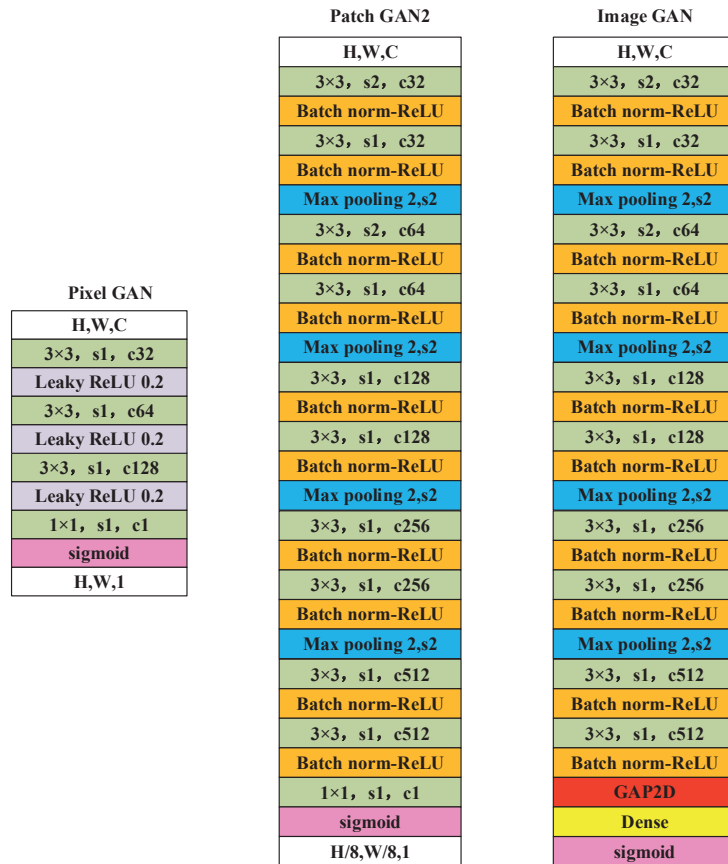 Pixel GAN
H,W,C
3×3，s1，c32
Leaky ReLU 0.2
3×3，s1，c64
Leaky ReLU 0.2
3×3，s1，c128
Leaky ReLU 0.2
1×1，s1，c1
sigmoid
H,W,1
Patch GAN2
H,W,C
3×3，s2，c32
Batch norm-ReLU
3×3，s1，c32
Batch norm-ReLU
Max pooling 2,s2
3×3，s2，c64
Batch norm-ReLU
3×3，s1，c64
Batch norm-ReLU
Max pooling 2,s2
3×3，s1，c128
Batch norm-ReLU
3×3，s1，c128
Batch norm-ReLU
Max pooling 2,s2
3×3，s1，c256
Batch norm-ReLU
3×3，s1，c256
Batch norm-ReLU
Max pooling 2,s2
3×3，s1，c512
Batch norm-ReLU
3×3，s1，c512
Batch norm-ReLU
1×1，s1，c1
sigmoid
H/8,W/8,1
Image GAN
H,W,C
3×3，s2，c32
Batch norm-ReLU
3×3，s1，c32
Batch norm-ReLU
Max pooling 2,s2
3×3，s2，c64
Batch norm-ReLU
3×3，s1，c64
Batch norm-ReLU
Max pooling 2,s2
3×3，s1，c128
Batch norm-ReLU
3×3，s1，c128
Batch norm-ReLU
Max pooling 2,s2
3×3，s1，c256
Batch norm-ReLU
3×3，s1，c256
Batch norm-ReLU
Max pooling 2,s2
3×3，s1，c512
Batch norm-ReLU
3×3，s1，c512
Batch norm-ReLU
GAP2D
Dense
sigmoid